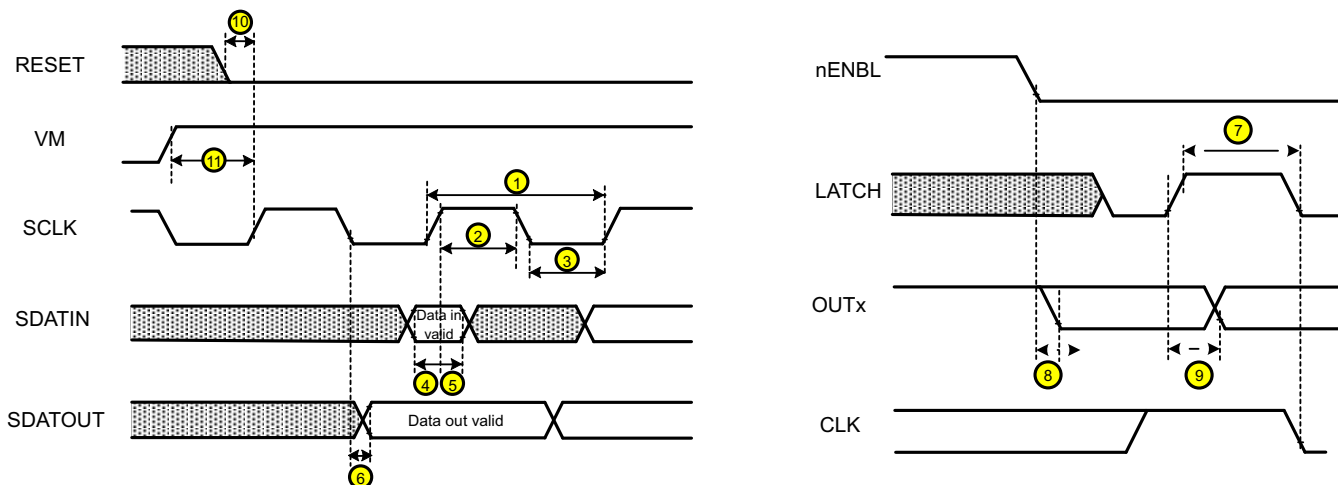 10
RESET
VM
11
SCLK
1
2
3
SDATIN
Data in
valid
4
5
SDATOUT
Data out valid
6
nENBL
7
LATCH
OUTx
8
9
CLK